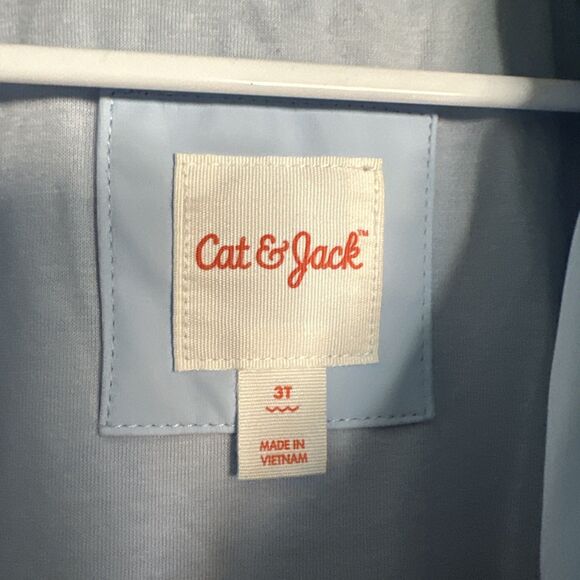 Cat & Jack™
3T
MADE IN
VIETNAM